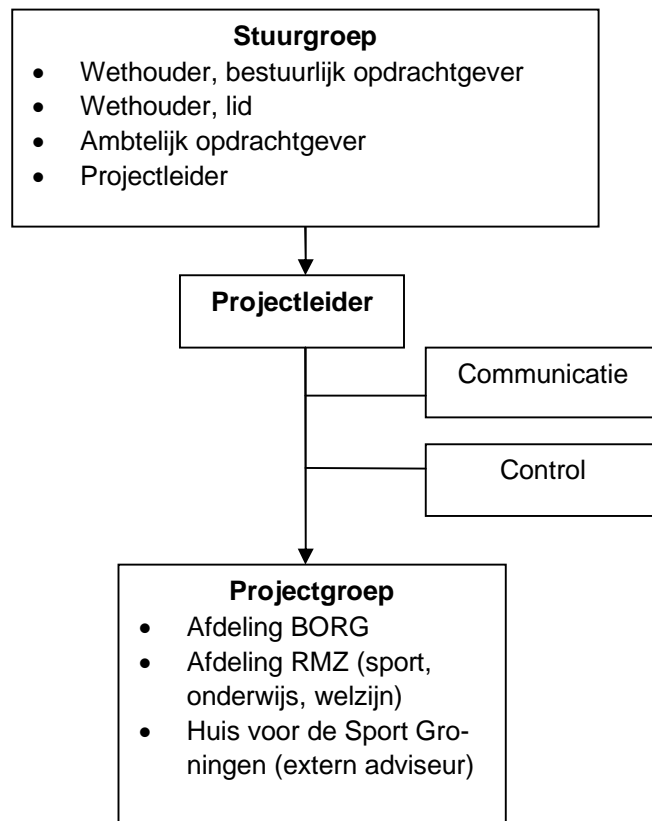 Stuurgroep
• Wethouder, bestuurlijk opdrachtgever
• Wethouder, lid
• Ambtelijk opdrachtgever
• Projectleider
Projectleider
Communicatie
Control
Projectgroep
• Afdeling BORG
• Afdeling RMZ (sport,
onderwijs, welzijn)
• Huis voor de Sport Gro-
ningen (extern adviseur)